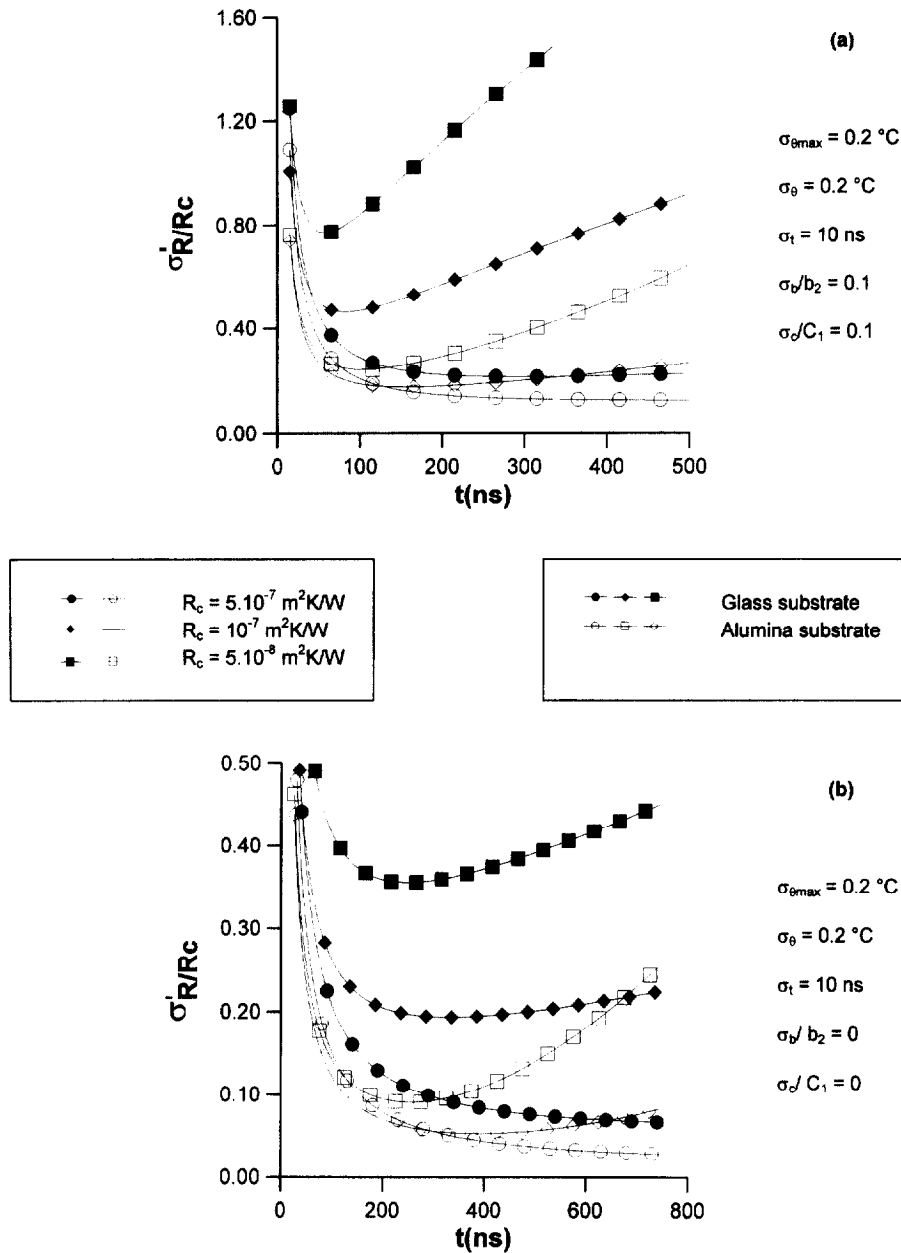 (a)
1.60
1.20
0.80
0.40
0.00
σ'R/Rc
0 100 200 300 400 500
t(ns)
σθmax = 0.2 °C
σθ = 0.2 °C
σt = 10 ns
σb/b2 = 0.1
σc/C1 = 0.1
Rc = 5.10-7 m2K/W
Rc = 10-7 m2K/W
Rc = 5.10-8 m2K/W
Glass substrate
Alumina substrate
(b)
0.50
0.40
0.30
0.20
0.10
0.00
σ'R/Rc
0 200 400 600 800
t(ns)
σθmax = 0.2 °C
σθ = 0.2 °C
σt = 10 ns
σb/ b2 = 0
σc/ C1 = 0